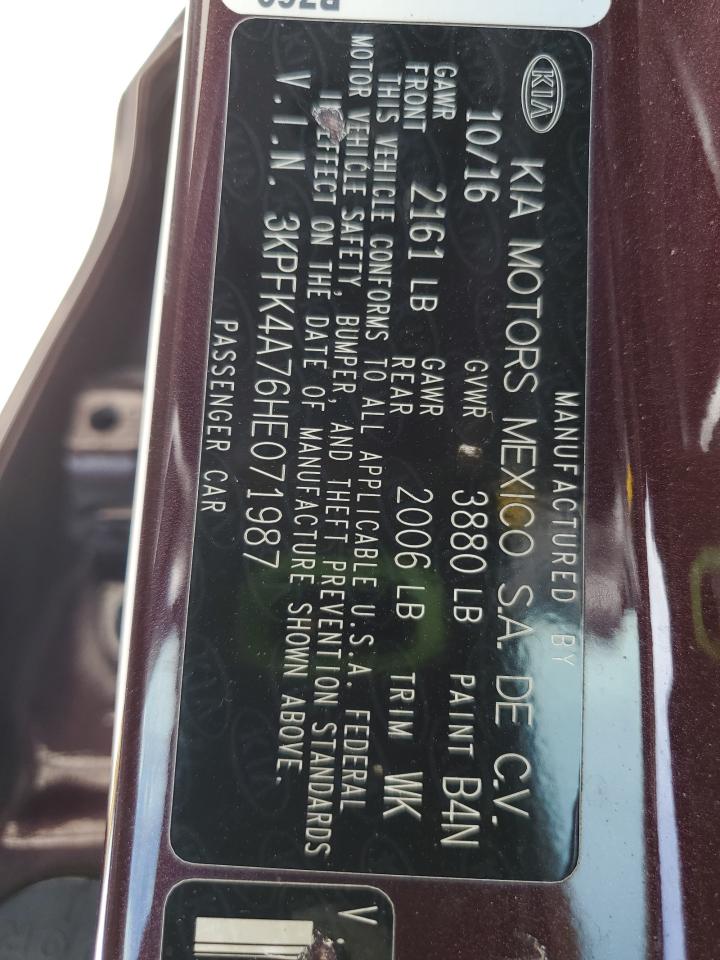 MANUFACTURED BY
KIA KIA MOTORS MEXICO S.A. DE C.V.
10/16 GVWR 3880 LB PAINT B4N
GAWR FRONT 2161 LB GAWR REAR 2006 LB TRIM WK
THIS VEHICLE CONFORMS TO ALL APPLICABLE U.S.A. FEDERAL
MOTOR VEHICLE SAFETY, BUMPER, AND THEFT PREVENTION STANDARDS
IN EFFECT ON THE DATE OF MANUFACTURE SHOWN ABOVE.
V.I.N. 3KPFK4A76HE071987
PASSENGER CAR